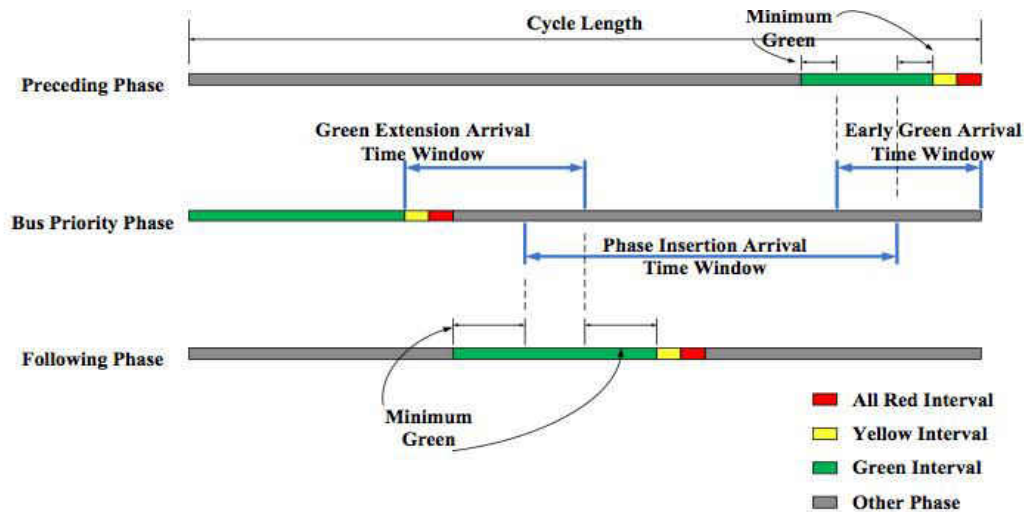 Cycle Length
Minimum
Green
Preceding Phase
Green Extension Arrival
Time Window
Early Green Arrival
Time Window
Bus Priority Phase
Phase Insertion Arrival
Time Window
Following Phase
Minimum
Green
All Red Interval
Yellow Interval
Green Interval
Other Phase